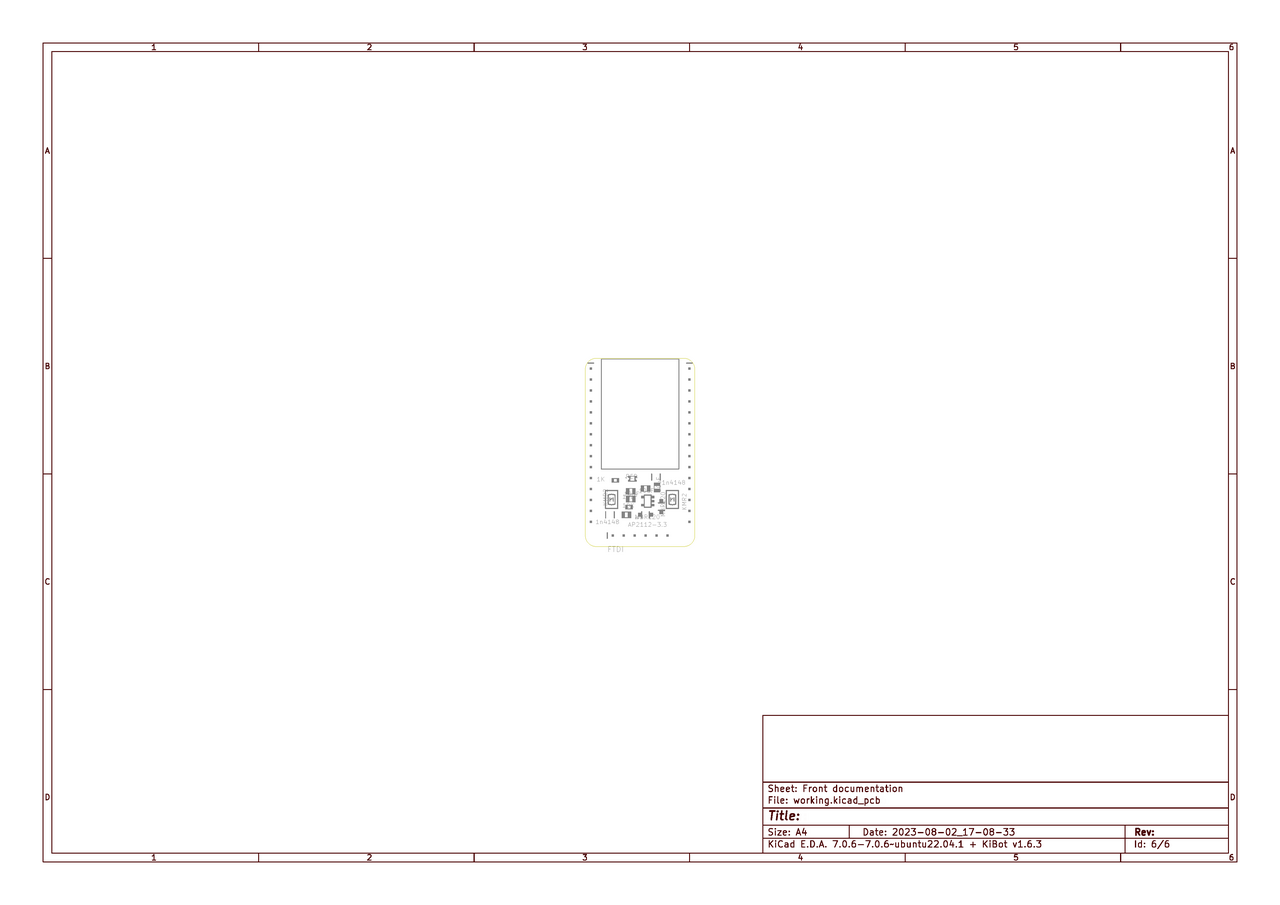 1 2 3 4 5 6
A A
B B
1K
1n4148
1n4148
AP2112-3.3
FTDI
C C
Sheet: Front documentation
File: working.kicad_pcb
D D
Title:
Size: A4 Date: 2023-08-02_17-08-33 Rev:
KiCad E.D.A. 7.0.6-7.0.6~ubuntu22.04.1 + KiBot v1.6.3 Id: 6/6
1 2 3 4 5 6